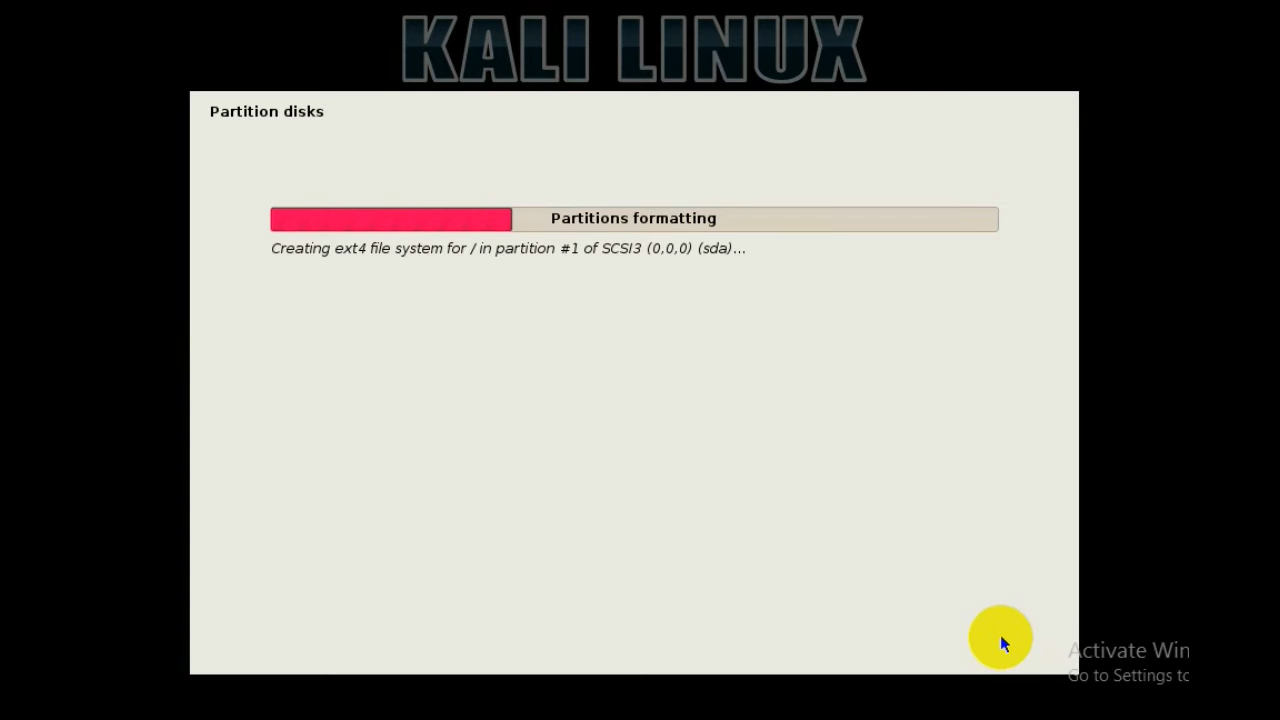 KALI LINUX
Partition disks
Partitions formatting
Creating ext4 file system for / in partition #1 of SCSI3 (0,0,0) (sda)...
Activate Win
Go to Settings tc